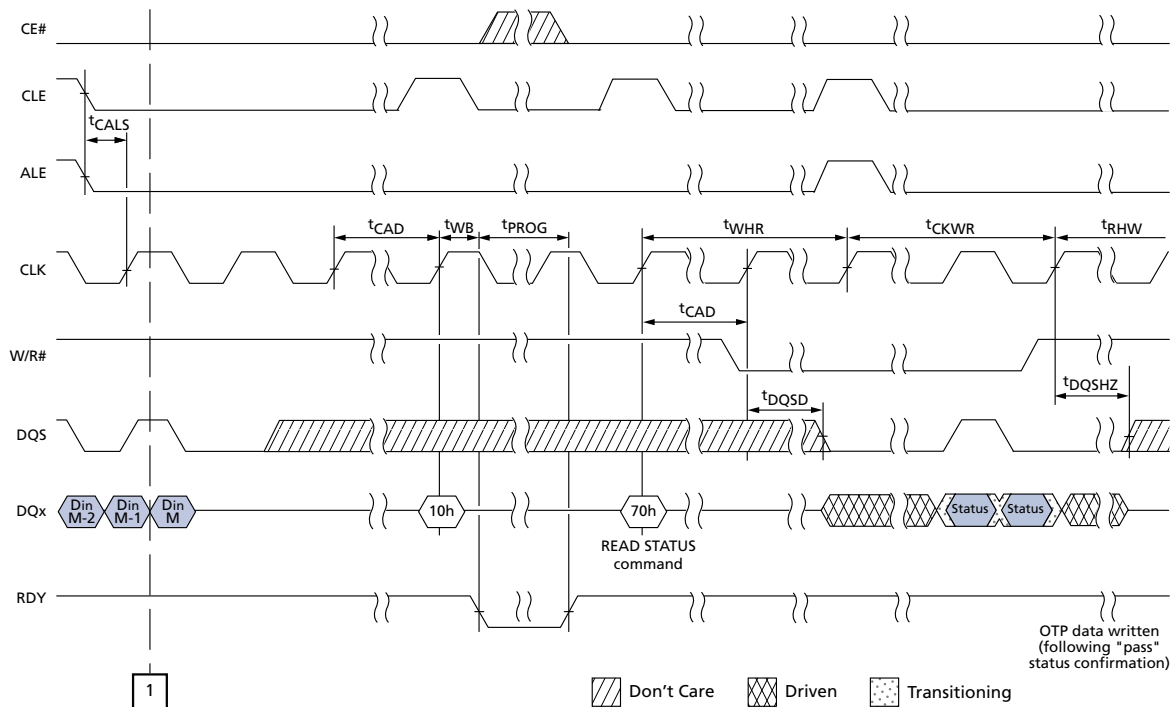 CE#
CLE
tCALS
ALE
tCAD
tWB
tPROG
tWHR
tCKWR
tRHW
CLK
tCAD
W/R#
tDQSD
tDQSHZ
DQS
DQx
Din M-2
Din M-1
Din M
10h
70h
Status
Status
READ STATUS
command
RDY
OTP data written
(following "pass"
status confirmation)
1
Don't Care
Driven
Transitioning